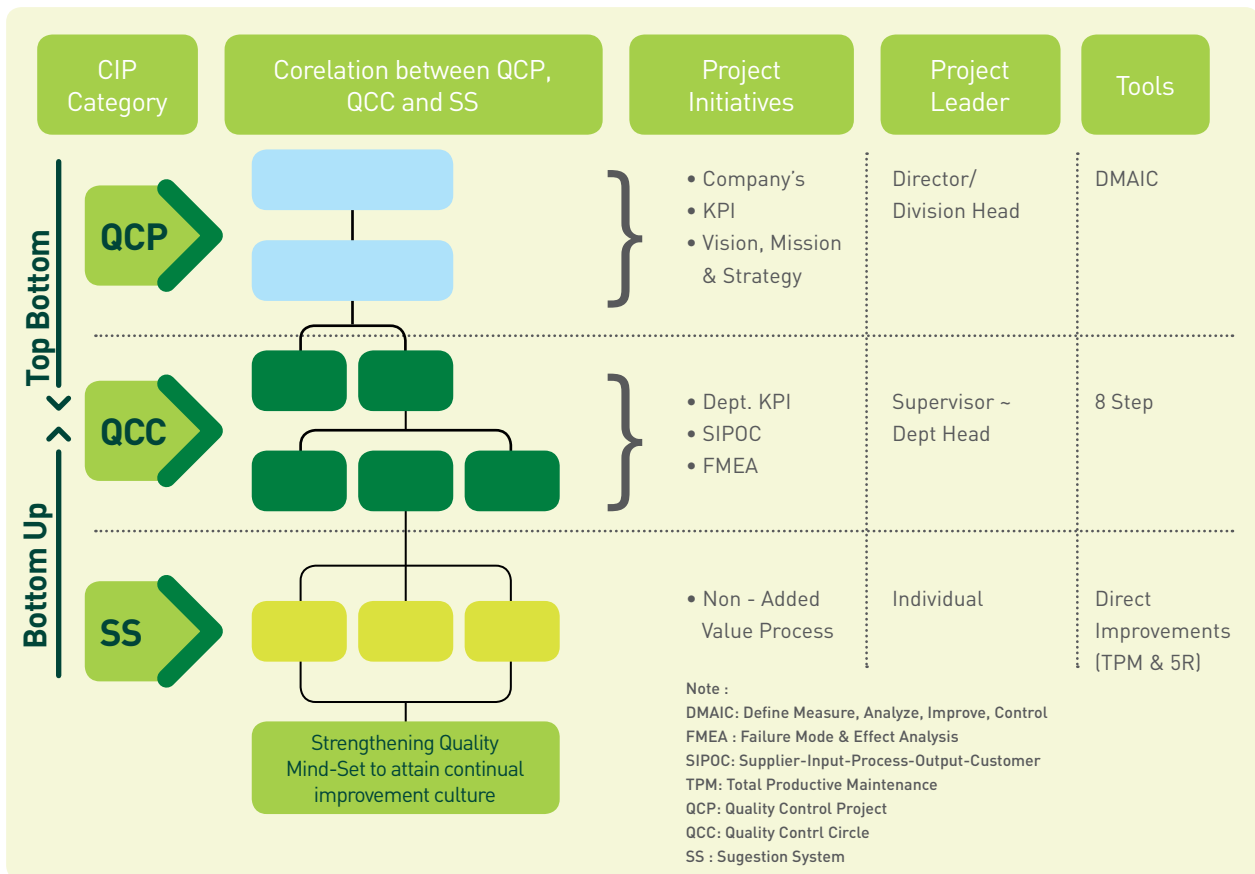 CIP
Category
Corelation between QCP,
QCC and SS
Project
Initiatives
Project
Leader
Tools
Top Bottom
Bottom Up
QCP
• Company's
• KPI
• Vision, Mission
& Strategy
Director/
Division Head
DMAIC
QCC
• Dept. KPI
• SIPOC
• FMEA
Supervisor ~
Dept Head
8 Step
SS
• Non - Added
Value Process
Individual
Direct
Improvements
(TPM & 5R)
Strengthening Quality
Mind-Set to attain continual
improvement culture
Note :
DMAIC: Define Measure, Analyze, Improve, Control
FMEA : Failure Mode & Effect Analysis
SIPOC: Supplier-Input-Process-Output-Customer
TPM: Total Productive Maintenance
QCP: Quality Control Project
QCC: Quality Contrl Circle
SS : Sugestion System